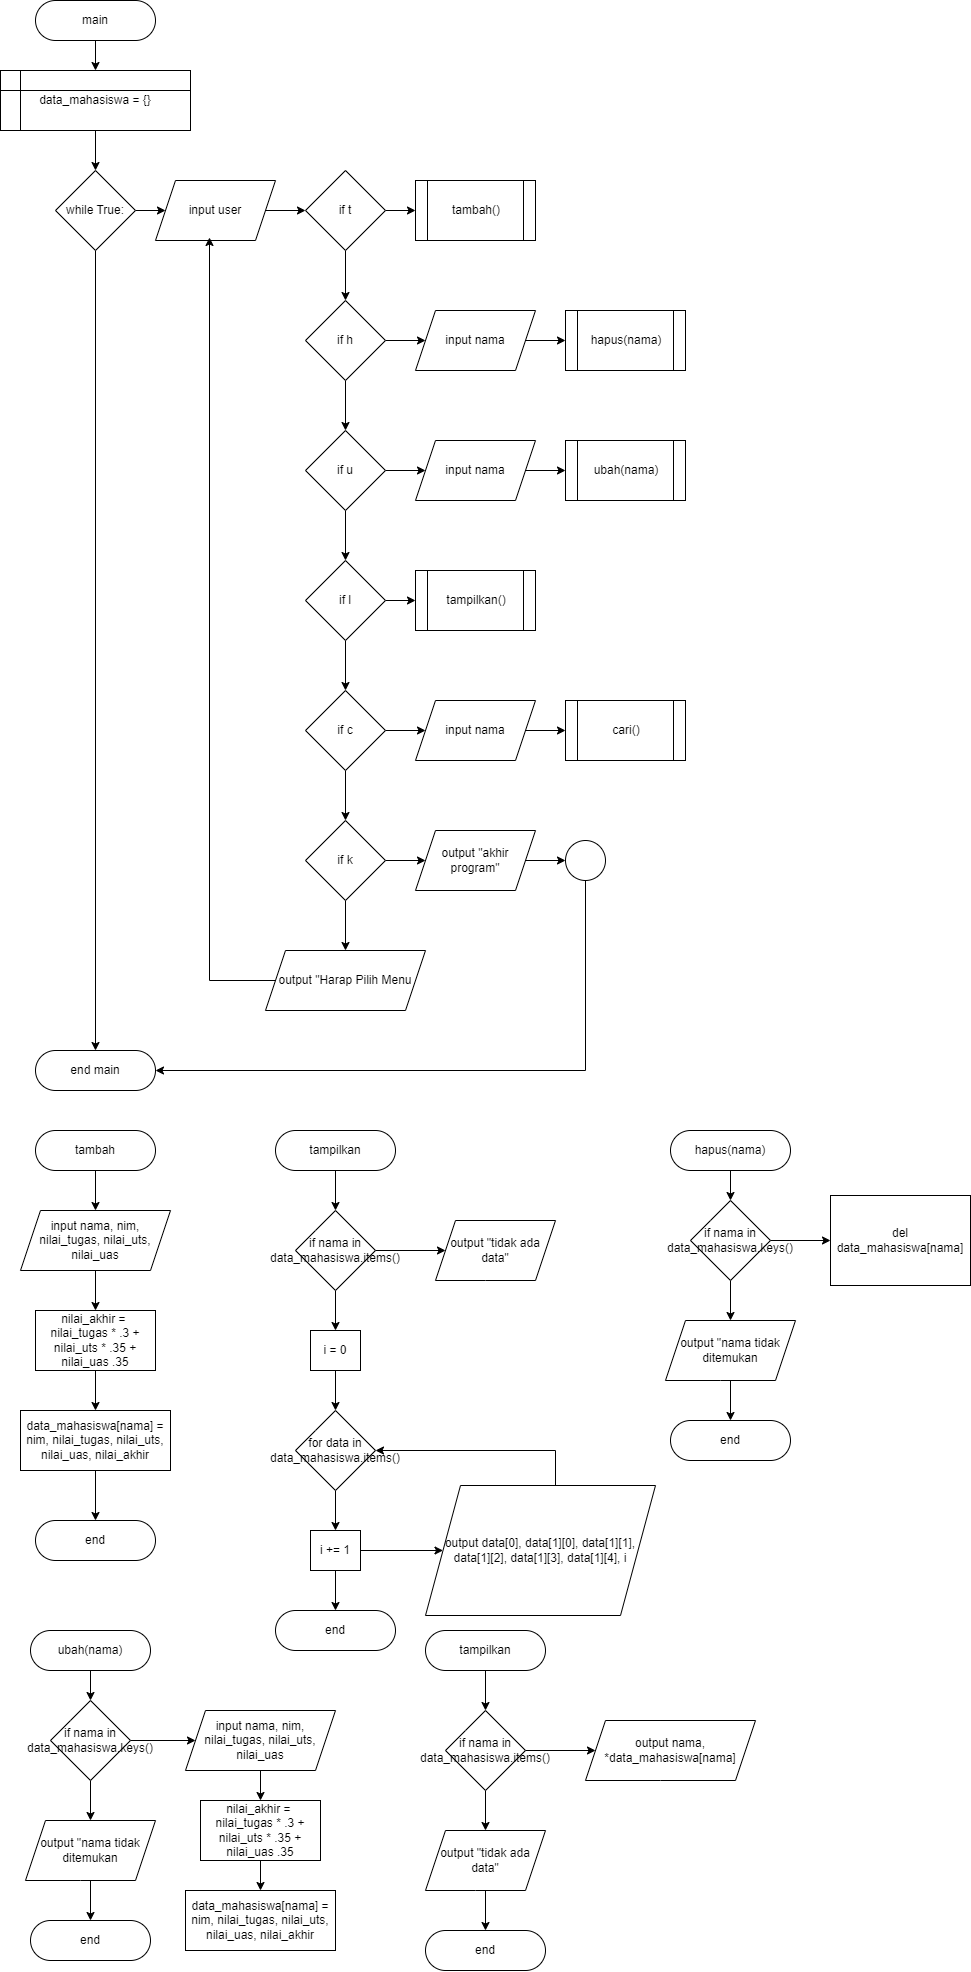 main
data_mahasiswa = {}
while True:
input user
if t
tambah()
if h
input nama
hapus(nama)
if u
input nama
ubah(nama)
if l
tampilkan()
if c
input nama
cari()
if k
output "akhir
program"
output "Harap Pilih Menu
end main
tambah
input nama, nim,
nilai_tugas, nilai_uts,
nilai_uas
nilai_akhir =
nilai_tugas * .3 +
nilai_uts * .35 +
nilai_uas .35
data_mahasiswa[nama] =
nim, nilai_tugas, nilai_uts,
nilai_uas, nilai_akhir
end
tampilkan
if nama in
data_mahasiswa.items()
output "tidak ada
data"
i = 0
for data in
data_mahasiswa.items()
i += 1
output data[0], data[1][0], data[1][1],
data[1][2], data[1][3], data[1][4], i
end
hapus(nama)
if nama in
data_mahasiswa.keys()
del
data_mahasiswa[nama]
output "nama tidak
ditemukan
end
ubah(nama)
if nama in
data_mahasiswa.keys()
input nama, nim,
nilai_tugas, nilai_uts,
nilai_uas
nilai_akhir =
nilai_tugas * .3 +
nilai_uts * .35 +
nilai_uas .35
data_mahasiswa[nama] =
nim, nilai_tugas, nilai_uts,
nilai_uas, nilai_akhir
output "nama tidak
ditemukan
end
tampilkan
if nama in
data_mahasiswa.items()
output nama,
*data_mahasiswa[nama]
output "tidak ada
data"
end